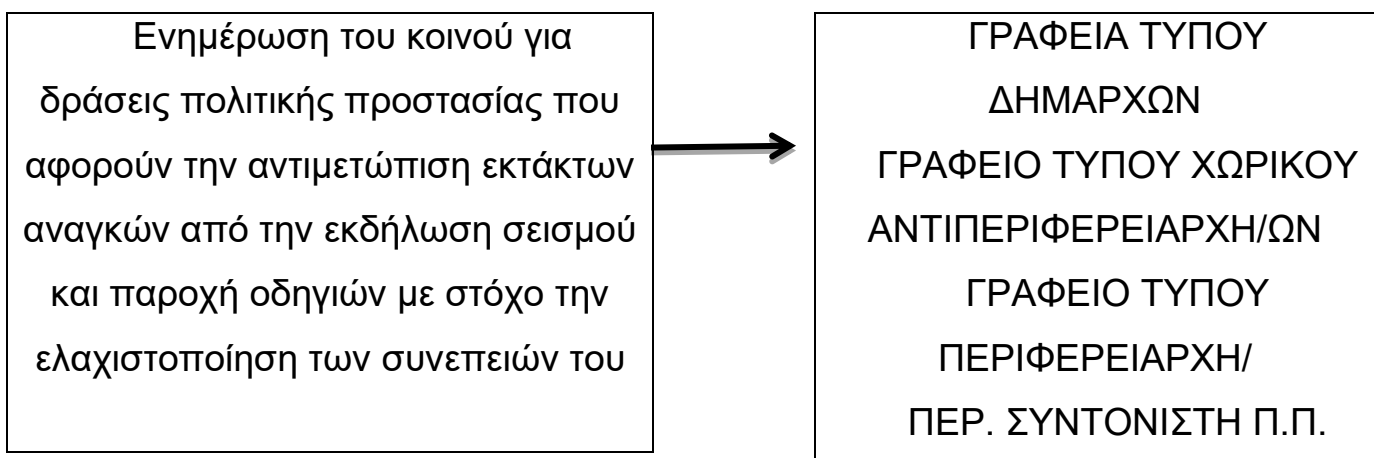 Ενημέρωση του κοινού για
δράσεις πολιτικής προστασίας που
αφορούν την αντιμετώπιση εκτάκτων
αναγκών από την εκδήλωση σεισμού
και παροχή οδηγιών με στόχο την
ελαχιστοποίηση των συνεπειών του
ΓΡΑΦΕΙΑ ΤΥΠΟΥ
ΔΗΜΑΡΧΩΝ
ΓΡΑΦΕΙΟ ΤΥΠΟΥ ΧΩΡΙΚΟΥ
ΑΝΤΙΠΕΡΙΦΕΡΕΙΑΡΧΗ/ΩΝ
ΓΡΑΦΕΙΟ ΤΥΠΟΥ
ΠΕΡΙΦΕΡΕΙΑΡΧΗ/
ΠΕΡ. ΣΥΝΤΟΝΙΣΤΗ Π.Π.